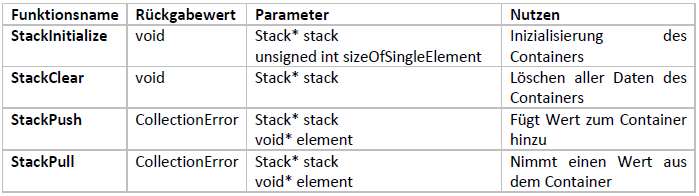 Funktionsname Rückgabewert Parameter Nutzen
StackInitialize void Stack* stack Inizialisierung des
unsigned int sizeOfSingleElement Containers
StackClear void Stack* stack Löschen aller Daten des
Containers
StackPush CollectionError Stack* stack Fügt Wert zum Container
void* element hinzu
StackPull CollectionError Stack* stack Nimmt einen Wert aus
void* element dem Container